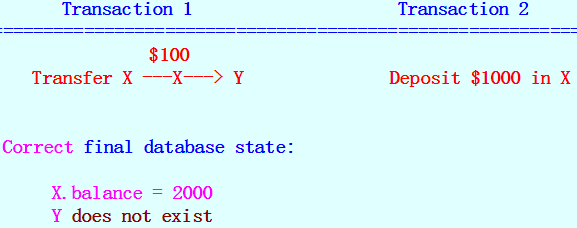 Transaction 1 Transaction 2
==============================================================
$100
Transfer X ---X---> Y Deposit $1000 in X
Correct final database state:
X.balance = 2000
Y does not exist